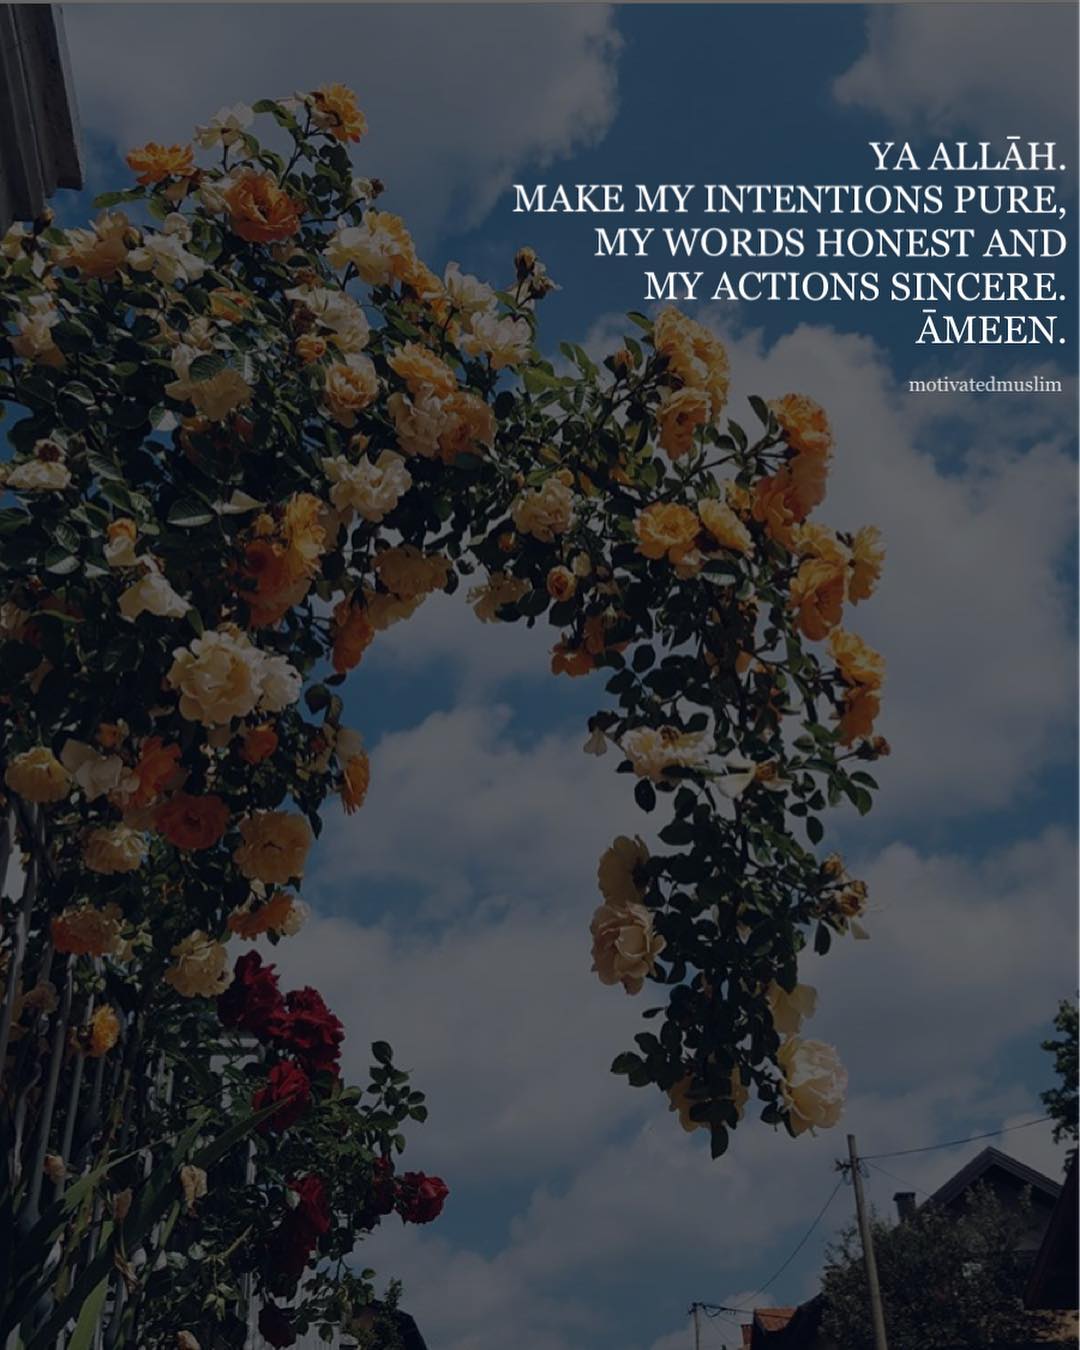 YA ALLĀH.
MAKE MY INTENTIONS PURE,
MY WORDS HONEST AND
MY ACTIONS SINCERE.
ĀMEEN.
motivatedmuslim